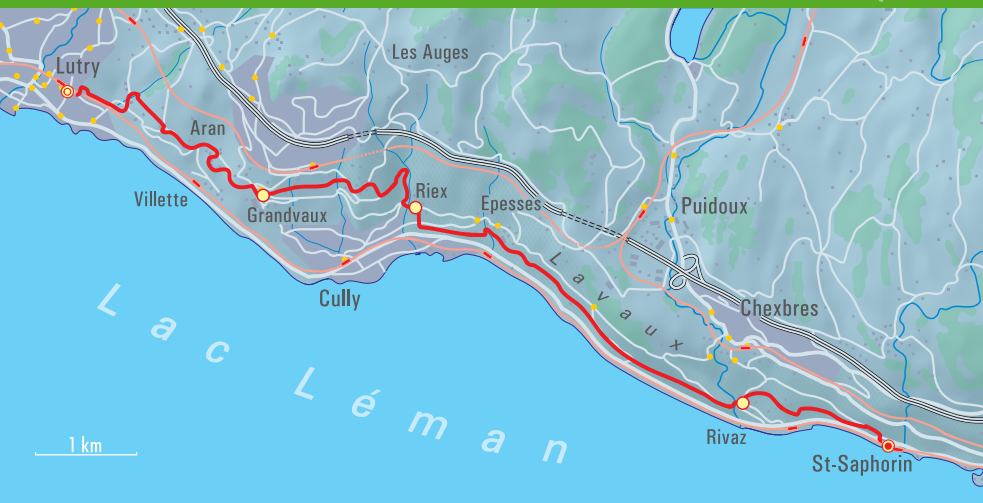 Les Auges
Lutry
Aran
Villette
Riex
Epesses
Puidoux
Grandvaux
Lavaux
Cully
Chexbres
Lac Léman
Rivaz
1 km
St-Saphorin